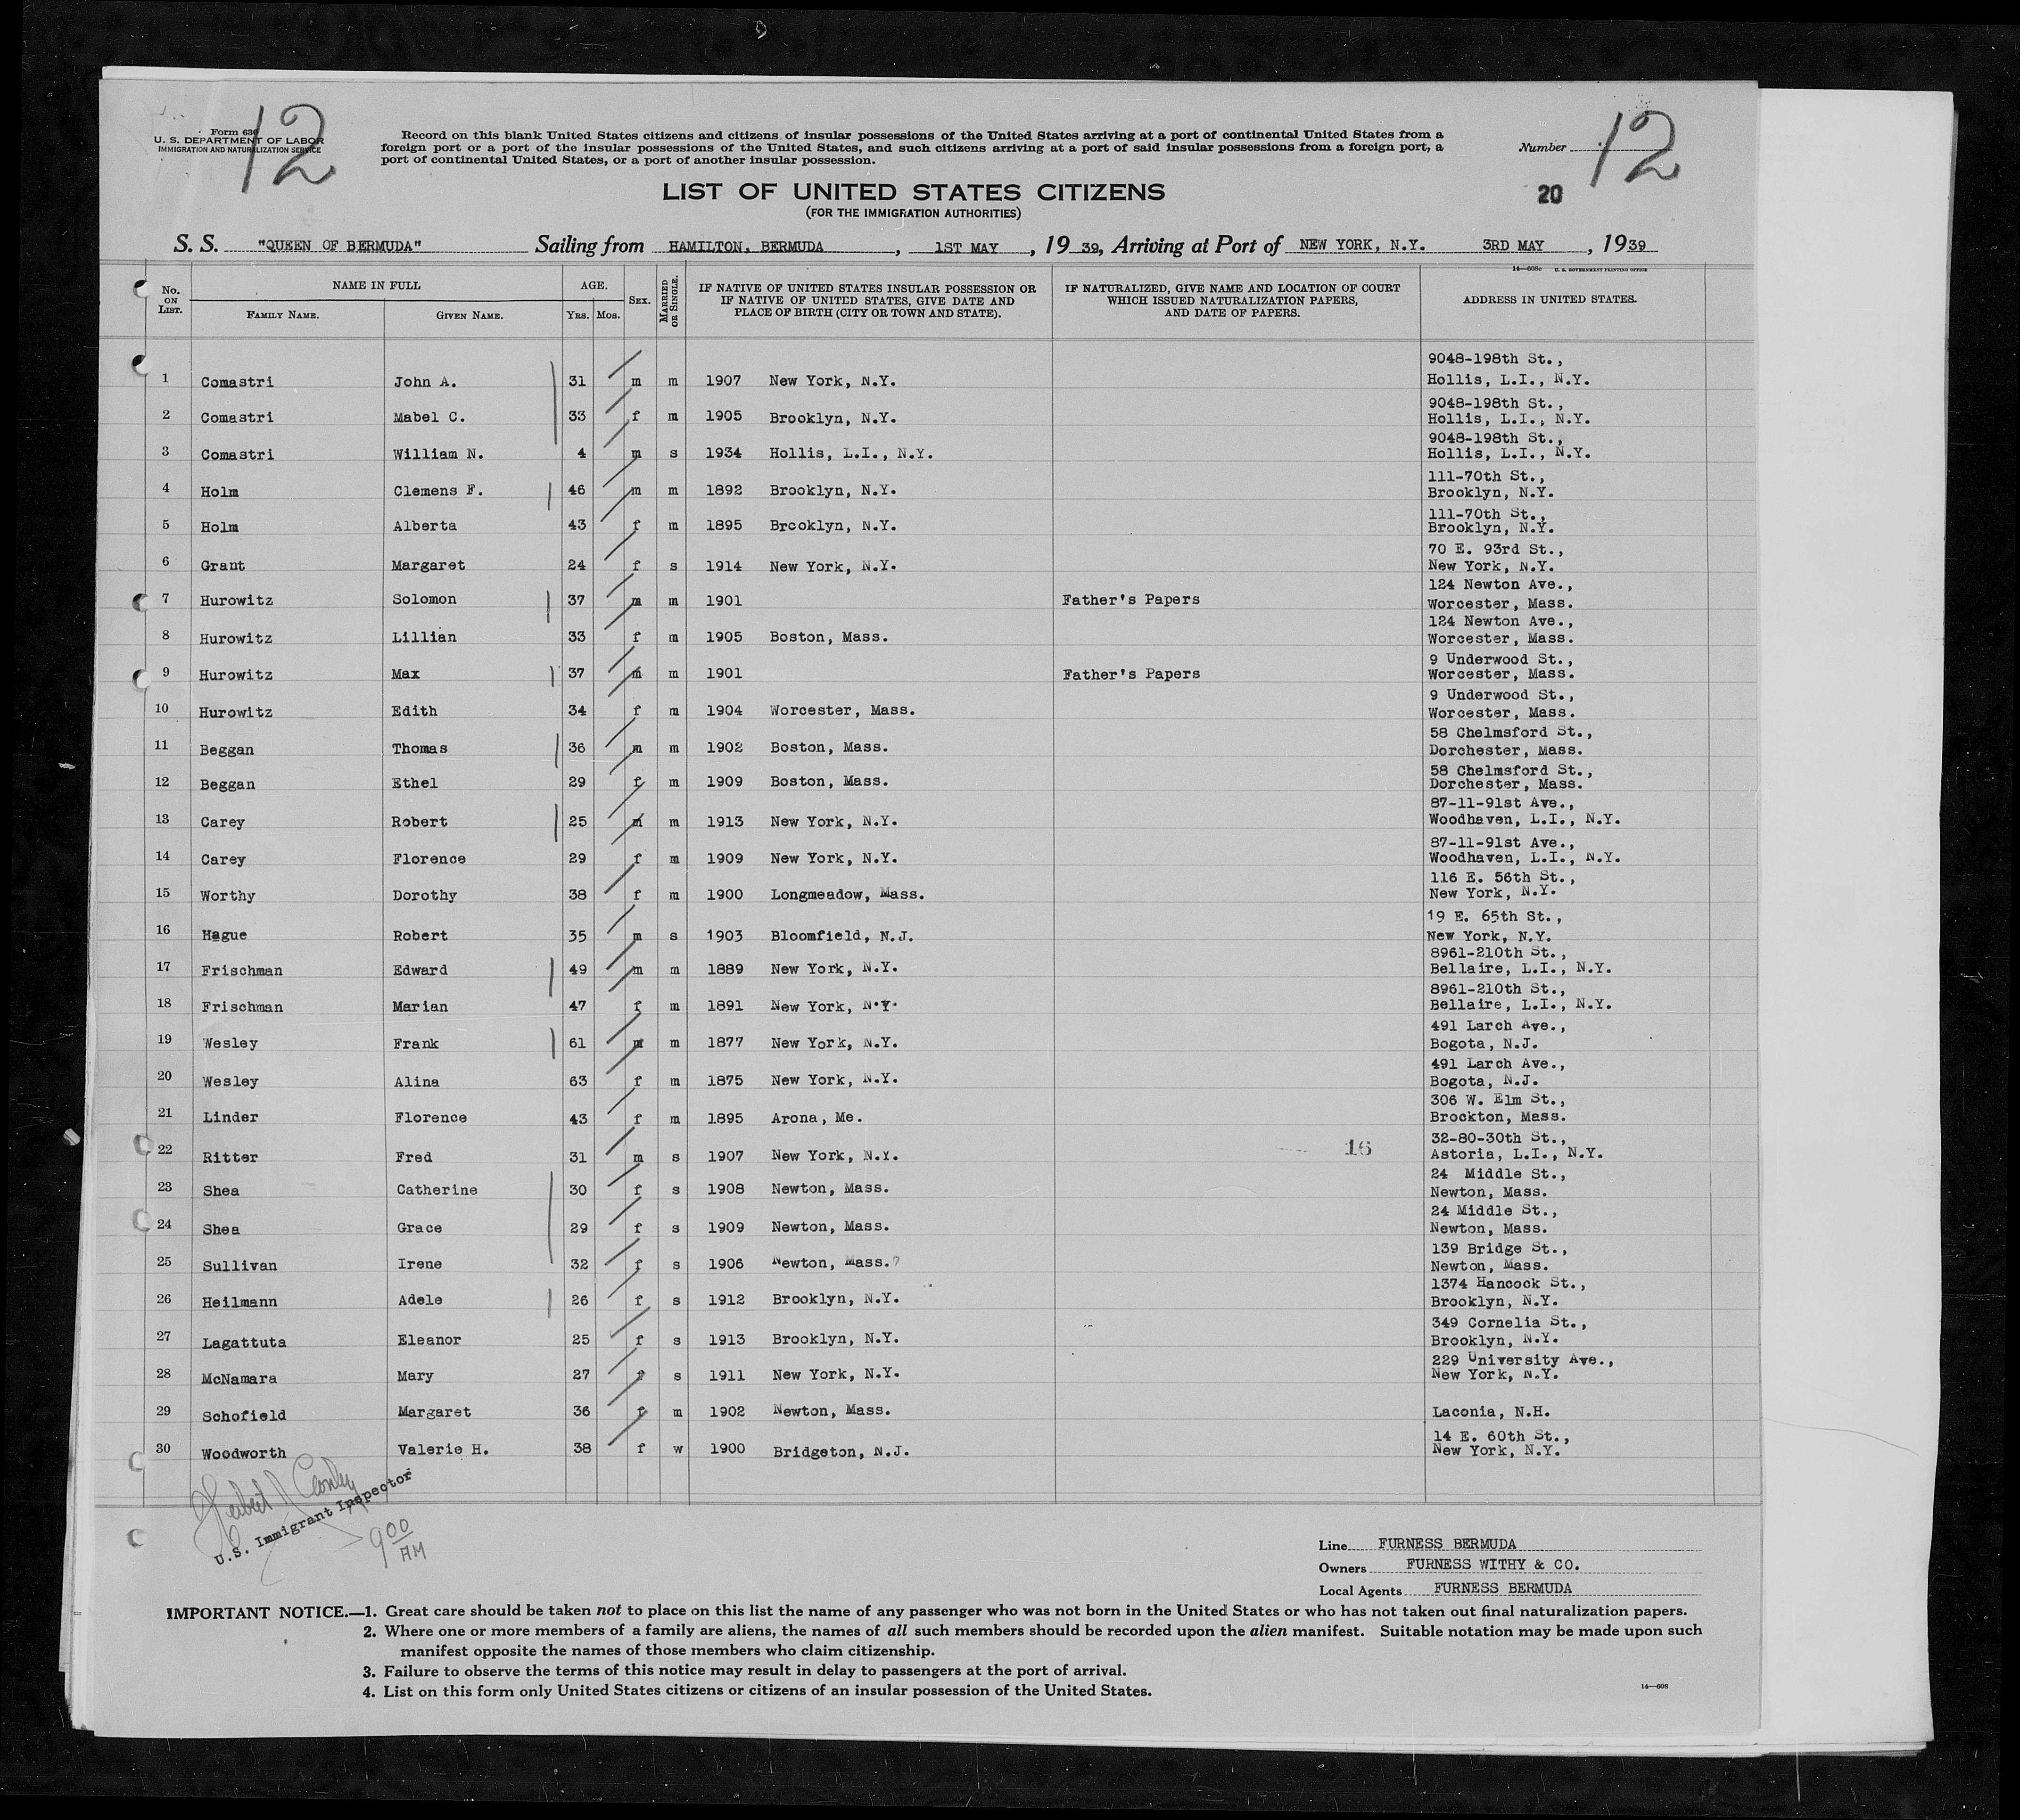 12
12
Form 630
U. S. DEPARTMENT OF LABOR
IMMIGRATION AND NATURALIZATION SERVICE
Record on this blank United States citizens and citizens of insular possessions of the United States arriving at a port of continental United States from a
foreign port or a port of the insular possessions of the United States, and such citizens arriving at a port of said insular possessions from a foreign port, a
port of continental United States, or a port of another insular possession.
Number
LIST OF UNITED STATES CITIZENS
20
(FOR THE IMMIGRATION AUTHORITIES)
S. S. "QUEEN OF BERMUDA" Sailing from HAMILTON, BERMUDA, 1ST MAY, 19 39, Arriving at Port of NEW YORK, N.Y. 3RD MAY, 19 39
14—608c U. S. GOVERNMENT PRINTING OFFICE
No. ON LIST. NAME IN FULL FAMILY NAME. GIVEN NAME. AGE. YRS. MOS. SEX. MARRIED OR SINGLE. IF NATIVE OF UNITED STATES INSULAR POSSESSION OR IF NATIVE OF UNITED STATES, GIVE DATE AND PLACE OF BIRTH (CITY OR TOWN AND STATE). IF NATURALIZED, GIVE NAME AND LOCATION OF COURT WHICH ISSUED NATURALIZATION PAPERS, AND DATE OF PAPERS. ADDRESS IN UNITED STATES.
1 Comastri John A. 31 m m 1907 New York, N.Y. 9048-198th St., Hollis, L.I., N.Y.
2 Comastri Mabel C. 33 f m 1905 Brooklyn, N.Y. 9048-198th St., Hollis, L.I., N.Y.
3 Comastri William N. 4 m s 1934 Hollis, L.I., N.Y. 9048-198th St., Hollis, L.I., N.Y.
4 Holm Clemens F. 46 m m 1892 Brooklyn, N.Y. 111-70th St., Brooklyn, N.Y.
5 Holm Alberta 43 f m 1895 Brooklyn, N.Y. 111-70th St., Brooklyn, N.Y.
6 Grant Margaret 24 f s 1914 New York, N.Y. 70 E. 93rd St., New York, N.Y.
7 Hurowitz Solomon 37 m m 1901 Father's Papers 124 Newton Ave., Worcester, Mass.
8 Hurowitz Lillian 33 f m 1905 Boston, Mass. 124 Newton Ave., Worcester, Mass.
9 Hurowitz Max 37 m m 1901 Father's Papers 9 Underwood St., Worcester, Mass.
10 Hurowitz Edith 34 f m 1904 Worcester, Mass. 9 Underwood St., Worcester, Mass.
11 Beggan Thomas 36 m m 1902 Boston, Mass. 58 Chelmsford St., Dorchester, Mass.
12 Beggan Ethel 29 f m 1909 Boston, Mass. 58 Chelmsford St., Dorchester, Mass.
13 Carey Robert 25 m m 1913 New York, N.Y. 87-11-91st Ave., Woodhaven, L.I., N.Y.
14 Carey Florence 29 f m 1909 New York, N.Y. 87-11-91st Ave., Woodhaven, L.I., N.Y.
15 Worthy Dorothy 38 f m 1900 Longmeadow, Mass. 116 E. 56th St., New York, N.Y.
16 Hague Robert 35 m s 1903 Bloomfield, N.J. 19 E. 65th St., New York, N.Y.
17 Frischman Edward 49 m m 1889 New York, N.Y. 8961-210th St., Bellaire, L.I., N.Y.
18 Frischman Marian 47 f m 1891 New York, N.Y. 8961-210th St., Bellaire, L.I., N.Y.
19 Wesley Frank 61 m m 1877 New York, N.Y. 491 Larch Ave., Bogota, N.J.
20 Wesley Alina 63 f m 1875 New York, N.Y. 491 Larch Ave., Bogota, N.J.
21 Linder Florence 43 f m 1895 Arona, Me. 306 W. Elm St., Brockton, Mass.
22 Ritter Fred 31 m s 1907 New York, N.Y. 16 32-80-30th St., Astoria, L.I., N.Y.
23 Shea Catherine 30 f s 1908 Newton, Mass. 24 Middle St., Newton, Mass.
24 Shea Grace 29 f s 1909 Newton, Mass. 24 Middle St., Newton, Mass.
25 Sullivan Irene 32 f s 1906 Newton, Mass.? 139 Bridge St., Newton, Mass.
26 Heilmann Adele 26 f s 1912 Brooklyn, N.Y. 1374 Hancock St., Brooklyn, N.Y.
27 Lagattuta Eleanor 25 f s 1913 Brooklyn, N.Y. 349 Cornelia St., Brooklyn, N.Y.
28 McNamara Mary 27 f s 1911 New York, N.Y. 229 University Ave., New York, N.Y.
29 Schofield Margaret 36 f m 1902 Newton, Mass. Laconia, N.H.
30 Woodworth Valerie H. 38 f w 1900 Bridgeton, N.J. 14 E. 60th St., New York, N.Y.
U.S. Immigrant Inspector
9 00 AM
Line FURNESS BERMUDA
Owners FURNESS WITHY & CO.
Local Agents FURNESS BERMUDA
IMPORTANT NOTICE.—1. Great care should be taken not to place on this list the name of any passenger who was not born in the United States or who has not taken out final naturalization papers.
2. Where one or more members of a family are aliens, the names of all such members should be recorded upon the alien manifest. Suitable notation may be made upon such
manifest opposite the names of those members who claim citizenship.
3. Failure to observe the terms of this notice may result in delay to passengers at the port of arrival.
4. List on this form only United States citizens or citizens of an insular possession of the United States.
14—608